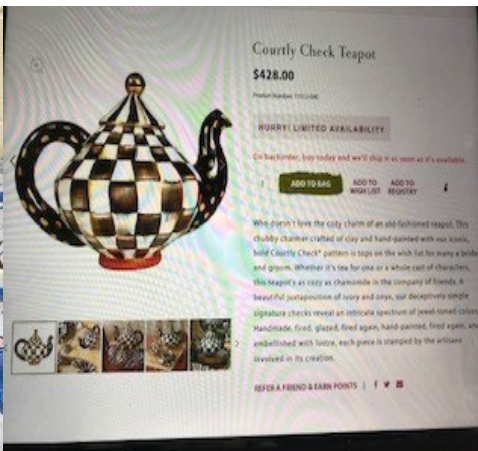 Courtly Check Teapot
$428.00
Product Number:
HURRY! LIMITED AVAILABILITY
On backorder, buy today and we'll ship it as soon as it's available.
ADD TO BAG
ADD TO
WISH LIST
ADD TO
REGISTRY
Who doesn't love the cozy charm of an old-fashioned teapot. This
chubby charmer crafted of clay and hand-painted with our iconic,
bold Courtly Check® pattern is tops on the wish list for many a bride
and groom. Whether it's tea for one or a whole cast of characters,
this teapot's as cozy as chamomile in the company of friends. A
beautiful juxtaposition of ivory and onyx, our deceptively simple
signature checks reveal an intricate spectrum of jewel-toned colors.
Handmade, fired, glazed, fired again, hand-painted, fired again, and
embellished with lustre, each piece is stamped by the artisans
involved in its creation.
REFER A FRIEND & EARN POINTS |